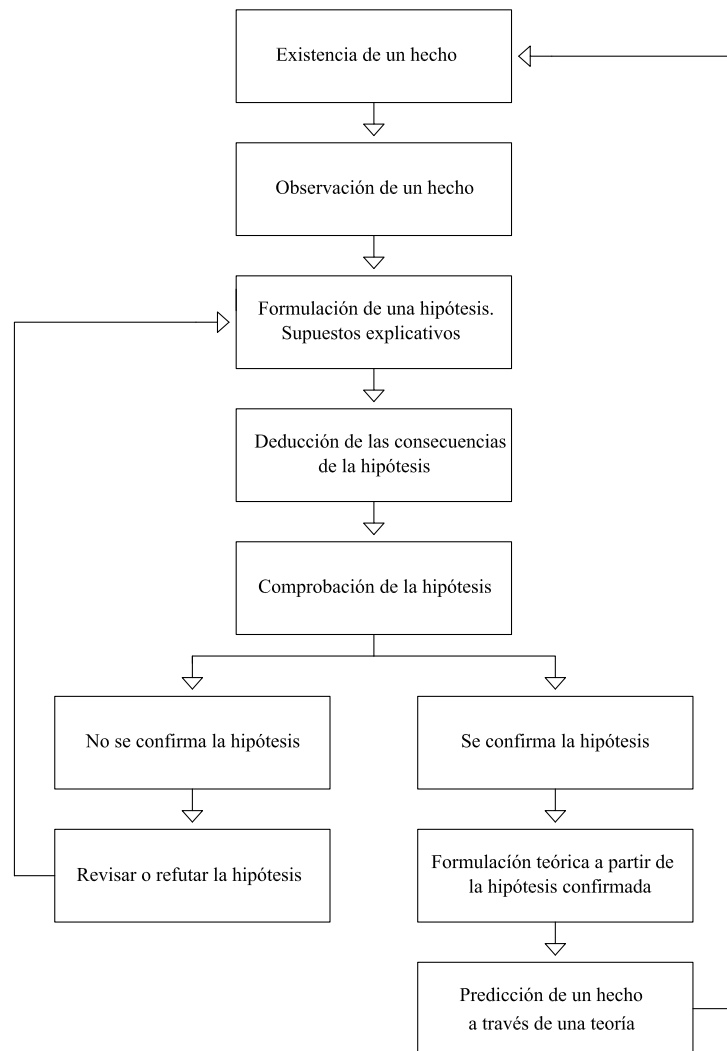 Existencia de un hecho
Observación de un hecho
Formulación de una hipótesis.
Supuestos explicativos
Deducción de las consecuencias
de la hipótesis
Comprobación de la hipótesis
No se confirma la hipótesis
Se confirma la hipótesis
Revisar o refutar la hipótesis
Formulacíón teórica a partir de
la hipótesis confirmada
Predicción de un hecho
a través de una teoría